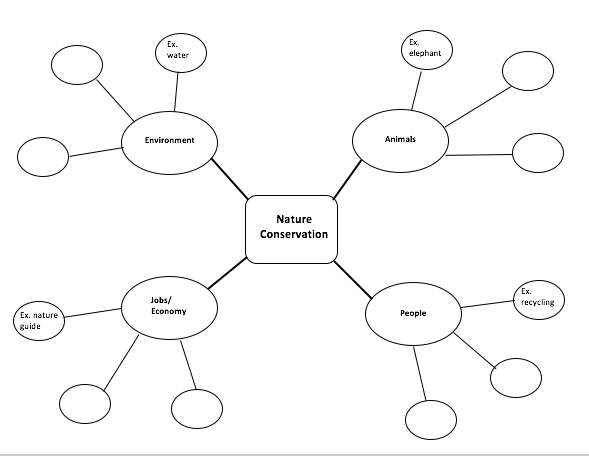 Ex.
water
Ex.
elephant
Environment
Animals
Nature
Conservation
Jobs/
Economy
People
Ex. nature
guide
Ex.
recycling